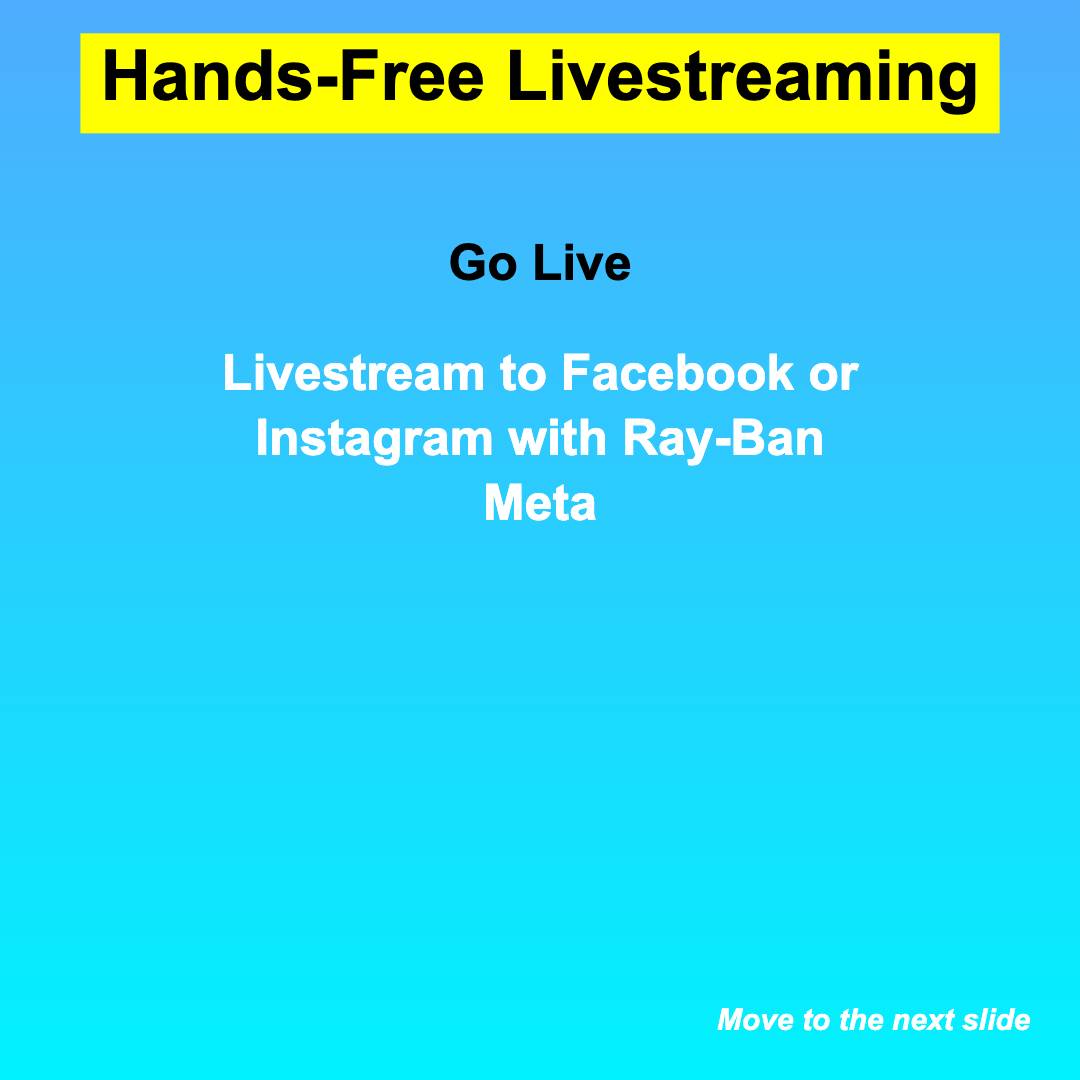 Hands-Free Livestreaming
Go Live
Livestream to Facebook or
Instagram with Ray-Ban
Meta
Move to the next slide